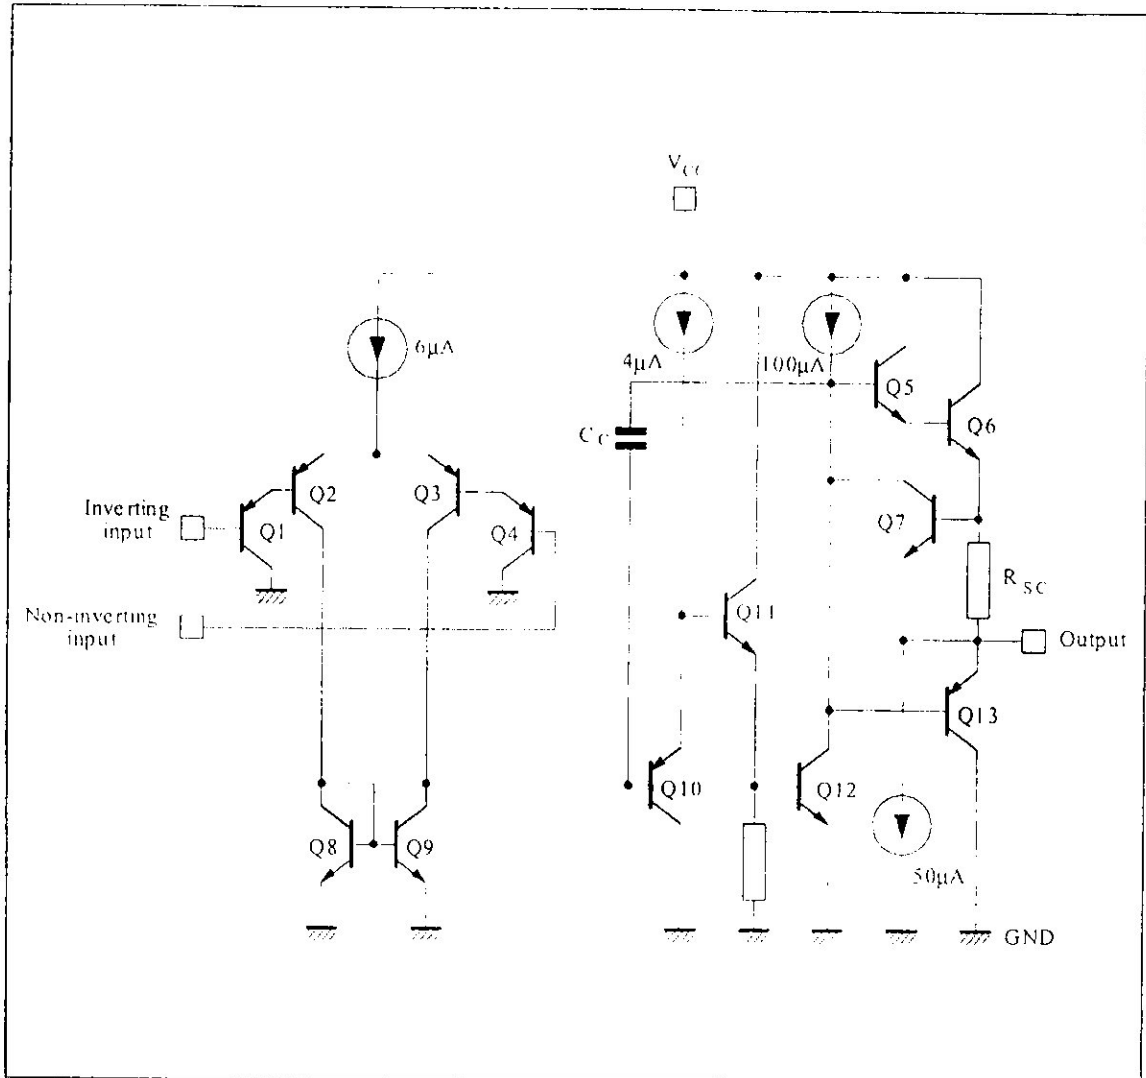 VCC
6µA
4µA
100µA
Q5
Q6
CC
Q2
Q3
Inverting
input
Q1
Q4
Q7
RSC
Non-inverting
input
Q11
Output
Q13
Q10
Q12
Q8
Q9
50µA
GND